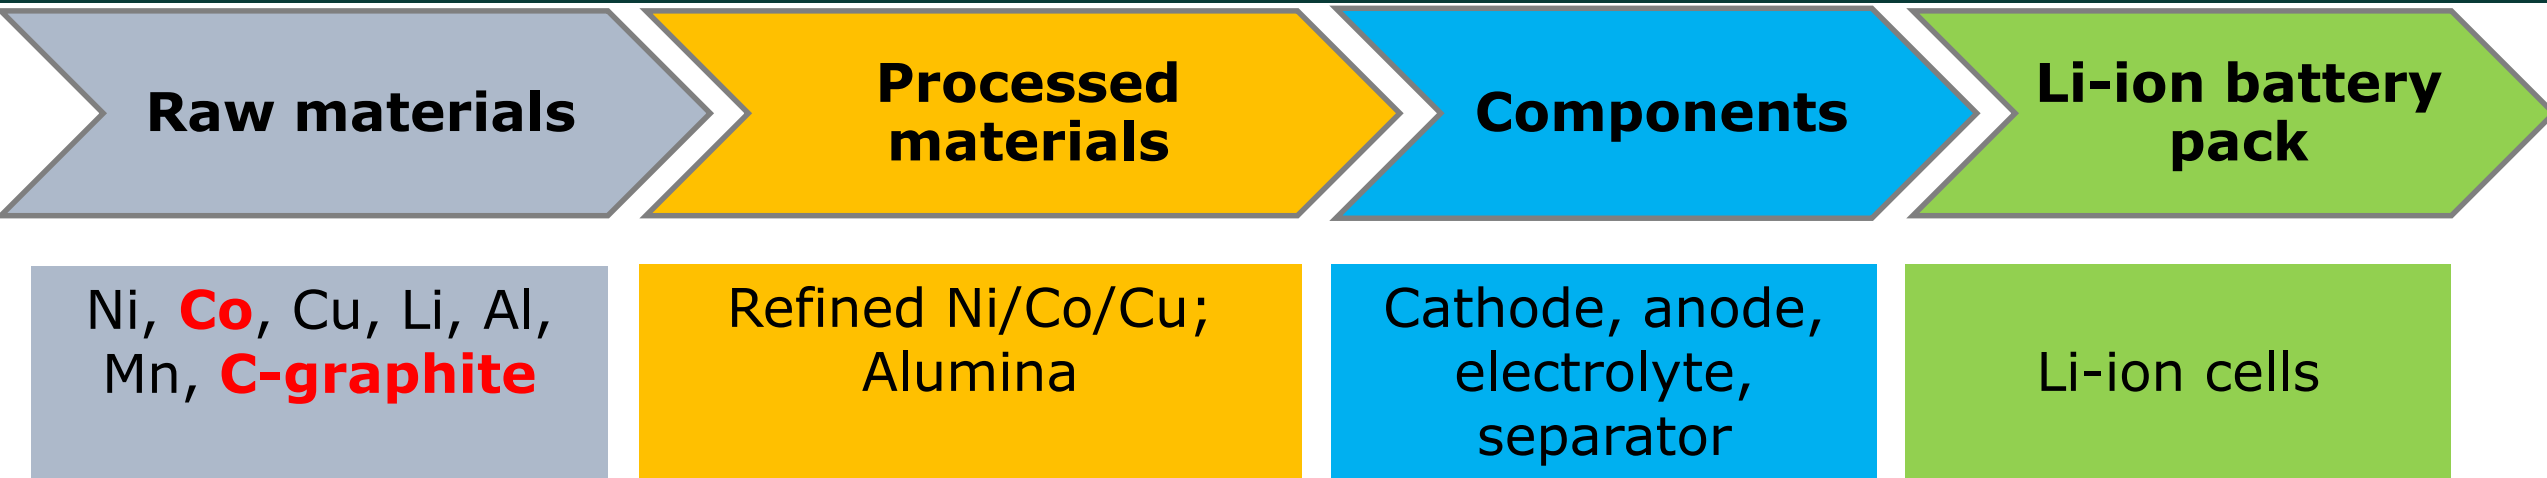 Raw materials
Processed
materials
Components
Li-ion battery
pack
Ni, Co, Cu, Li, Al,
Mn, C-graphite
Refined Ni/Co/Cu;
Alumina
Cathode, anode,
electrolyte,
separator
Li-ion cells